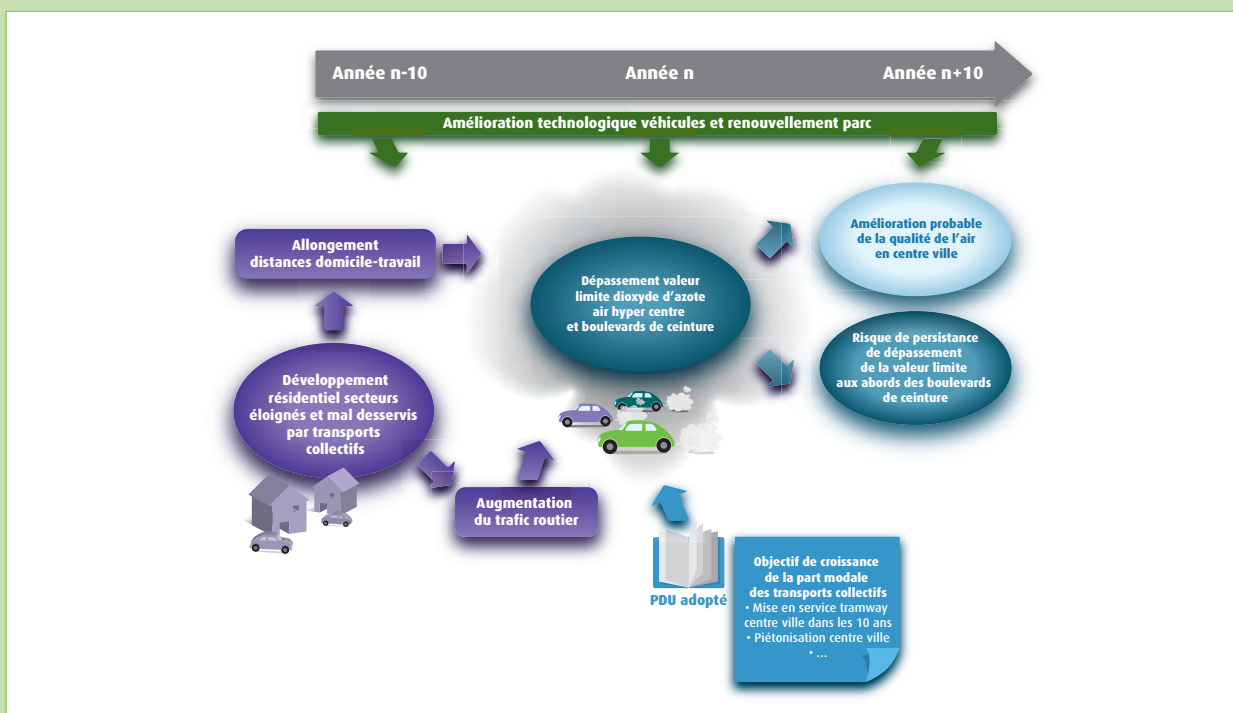 Année n-10
Année n
Année n+10
Amélioration technologique véhicules et renouvellement parc
Allongement
distances domicile-travail
Développement
résidentiel secteurs
éloignés et mal desservis
par transports
collectifs
Augmentation
du trafic routier
Dépassement valeur
limite dioxyde d'azote
air hyper centre
et boulevards de ceinture
Amélioration probable
de la qualité de l'air
en centre ville
Risque de persistance
de dépassement
de la valeur limite
aux abords des boulevards
de ceinture
PDU adopté
Objectif de croissance
de la part modale
des transports collectifs
• Mise en service tramway
centre ville dans les 10 ans
• Piétonisation centre ville
• ...